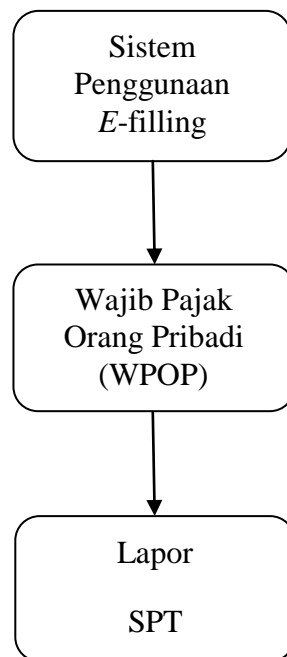 Sistem
Penggunaan
E-filling
Wajib Pajak
Orang Pribadi
(WPOP)
Lapor
SPT